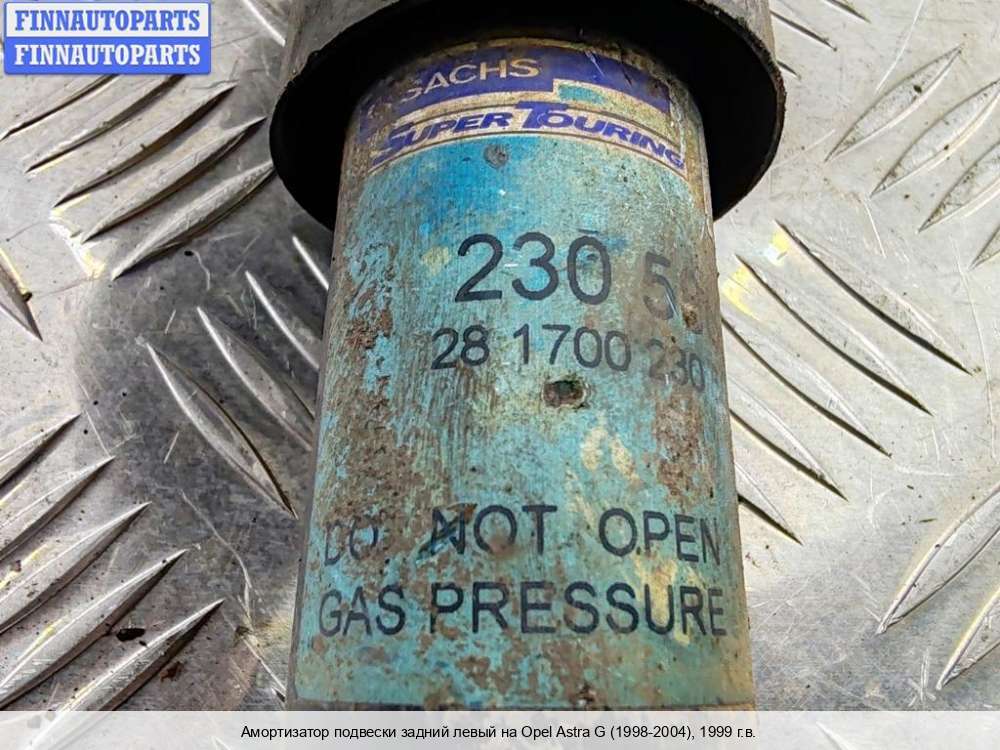 FINNAUTOPARTS
FINNAUTOPARTS
SACHS
SUPER TOURING
230
28 1700 230
DO NOT OPEN
GAS PRESSURE
Амортизатор подвески задний левый на Opel Astra G (1998-2004), 1999 г.в.